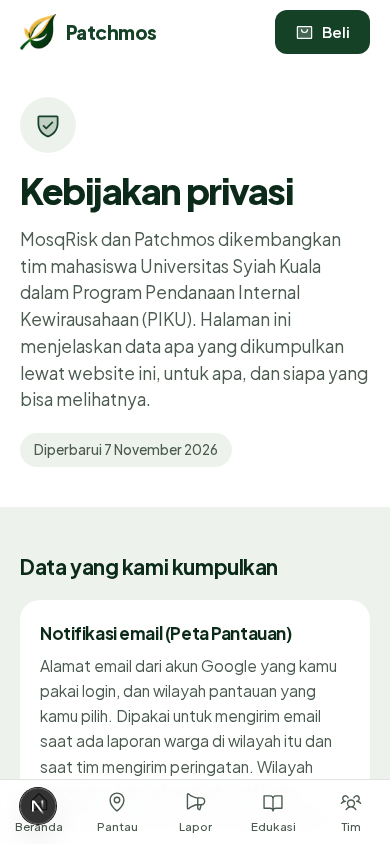 Patchmos
Beli
Kebijakan privasi
MosqRisk dan Patchmos dikembangkan
tim mahasiswa Universitas Syiah Kuala
dalam Program Pendanaan Internal
Kewirausahaan (PIKU). Halaman ini
menjelaskan data apa yang dikumpulkan
lewat website ini, untuk apa, dan siapa yang
bisa melihatnya.
Diperbarui 7 November 2026
Data yang kami kumpulkan
Notifikasi email (Peta Pantauan)
Alamat email dari akun Google yang kamu
pakai login, dan wilayah pantauan yang
kamu pilih. Dipakai untuk mengirim email
saat ada laporan warga di wilayah itu dan
saat tim mengirim peringatan. Wilayah
N
Beranda
Pantau
Lapor
Edukasi
Tim